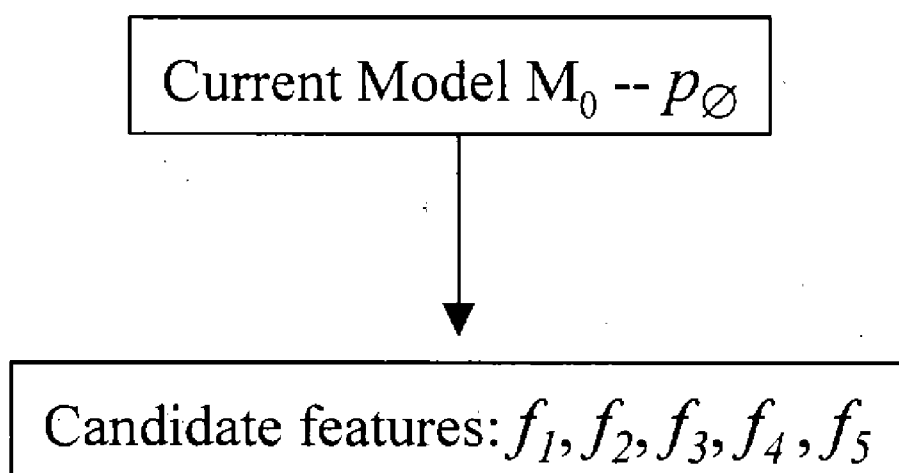 Current Model M₀ -- p∅
Candidate features: f₁, f₂, f₃, f₄, f₅